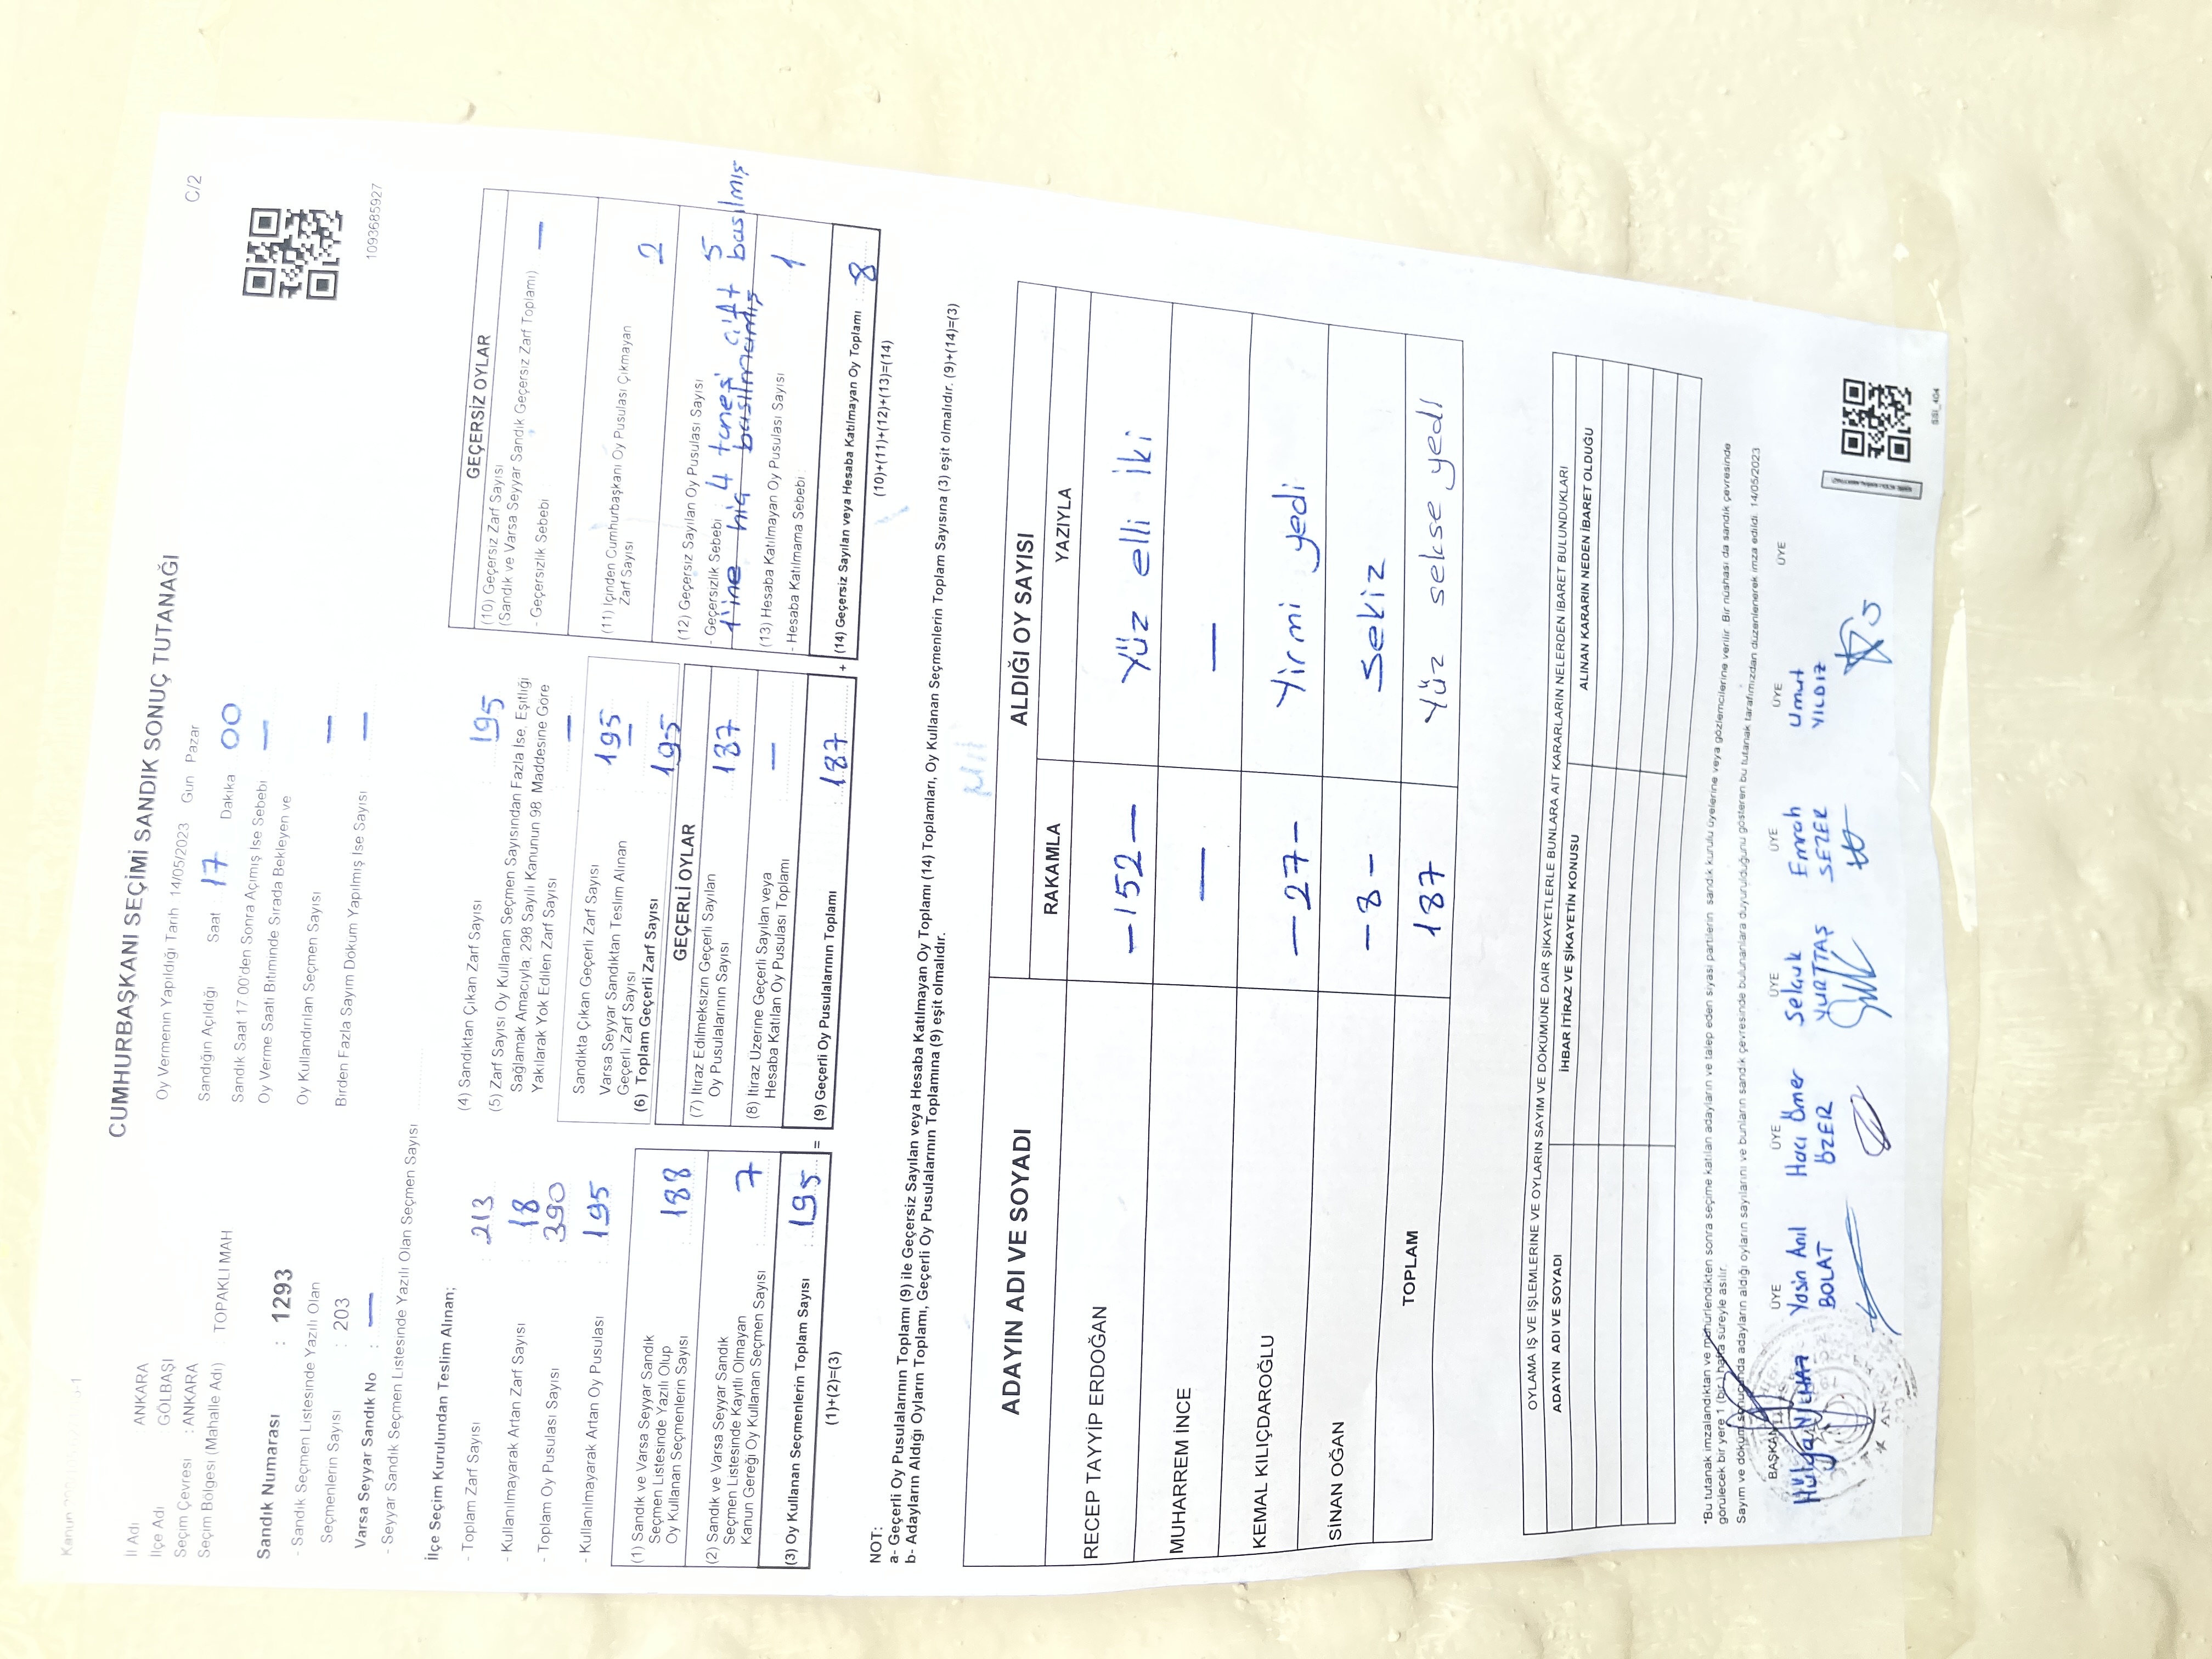 CUMHURBAŞKANI SEÇİMİ SANDIK SONUÇ TUTANAĞI
C/2
İl Adı ANKARA
İlçe Adı GÖLBAŞI
Seçim Çevresi : ANKARA
Seçim Bölgesi (Mahalle Adı) TOPAKLI MAH
Sandık Numarası : 1293
- Sandık Seçmen Listesinde Yazılı Olan
Seçmenlerin Sayısı : 203
Varsa Seyyar Sandık No : —
- Seyyar Sandık Seçmen Listesinde Yazılı Olan Seçmen Sayısı
Oy Vermenin Yapıldığı Tarih 14/05/2023 Gün Pazar
Sandığın Açıldığı Saat 17 Dakika 00
Sandık Saat 17 00'den Sonra Açımış İse Sebebi —
Oy Verme Saati Bitiminde Sırada Bekleyen ve
Oy Kullandırılan Seçmen Sayısı —
Birden Fazla Sayım Döküm Yapılmış İse Sayısı —
1093685927
İlçe Seçim Kurulundan Teslim Alınan;
- Toplam Zarf Sayısı : 213
- Kullanılmayarak Artan Zarf Sayısı : 18
- Toplam Oy Pusulası Sayısı : 390
- Kullanılmayarak Artan Oy Pusulası : 195
(1) Sandık ve Varsa Seyyar Sandık
Seçmen Listesinde Yazılı Olup
Oy Kullanan Seçmenlerin Sayısı : 188
(2) Sandık ve Varsa Seyyar Sandık
Seçmen Listesinde Kayıtlı Olmayan
Kanun Gereği Oy Kullanan Seçmen Sayısı : 7
(3) Oy Kullanan Seçmenlerin Toplam Sayısı : 195
(1)+(2)=(3)
=
(4) Sandıktan Çıkan Zarf Sayısı : 195
(5) Zarf Sayısı Oy Kullanan Seçmen Sayısından Fazla İse, Eşitliği
Sağlamak Amacıyla, 298 Sayılı Kanunun 98. Maddesine Göre
Yakılarak Yok Edilen Zarf Sayısı —
Sandıkta Çıkan Geçerli Zarf Sayısı 195
Varsa Seyyar Sandıktan Teslim Alınan
Geçerli Zarf Sayısı —
(6) Toplam Geçerli Zarf Sayısı 195
GEÇERLİ OYLAR
(7) İtiraz Edilmeksizin Geçerli Sayılan
Oy Pusulalarının Sayısı 187
(8) İtiraz Üzerine Geçerli Sayılan veya
Hesaba Katılan Oy Pusulası Toplamı —
(9) Geçerli Oy Pusulalarının Toplamı : 187
+
GEÇERSİZ OYLAR
(10) Geçersiz Zarf Sayısı
(Sandık ve Varsa Seyyar Sandık Geçersiz Zarf Toplamı) —
- Geçersizlik Sebebi
(11) İçinden Cumhurbaşkanı Oy Pusulası Çıkmayan
Zarf Sayısı 2
(12) Geçersiz Sayılan Oy Pusulası Sayısı 5
- Geçersizlik Sebebi : 4 tanesi çift basılmış
1'ine hiç basılmamış
(13) Hesaba Katılmayan Oy Pusulası Sayısı 1
- Hesaba Katılmama Sebebi :
(14) Geçersiz Sayılan veya Hesaba Katılmayan Oy Toplamı : 8
(10)+(11)+(12)+(13)=(14)
NOT:
a- Geçerli Oy Pusulalarının Toplamı (9) ile Geçersiz Sayılan veya Hesaba Katılmayan Oy Toplamı (14) Toplamları, Oy Kullanan Seçmenlerin Toplam Sayısına (3) eşit olmalıdır. (9)+(14)=(3)
b- Adayların Aldığı Oyların Toplamı, Geçerli Oy Pusulalarının Toplamına (9) eşit olmalıdır.
ADAYIN ADI VE SOYADI ALDIĞI OY SAYISI
RAKAMLA YAZIYLA
RECEP TAYYİP ERDOĞAN —152— Yüz elli iki
MUHARREM İNCE — —
KEMAL KILIÇDAROĞLU —27— Yirmi yedi
SİNAN OĞAN —8— Sekiz
TOPLAM 187 Yüz sekse yedi
OYLAMA İŞ VE İŞLEMLERİNE VE OYLARIN SAYIM VE DÖKÜMÜNE DAİR ŞİKAYETLERLE BUNLARA AİT KARARLARIN NELERDEN İBARET BULUNDUKLARI
ADAYIN ADI VE SOYADI İHBAR İTİRAZ VE ŞİKAYETİN KONUSU ALINAN KARARIN NEDEN İBARET OLDUĞU
*Bu tutanak imzalandıktan ve mühürlendikten sonra seçime katılan adayların ve talep eden siyasi partilerin sandık kurulu üyelerine veya gözlemcilerine verilir. Bir nüshası da sandık çevresinde
görülecek bir yere 1 (bir ) hafta süreyle asılır.
Sayım ve döküm sonucunda adayların aldığı oyların sayılarını ve bunların sandık çevresinde bulunanlara duyurulduğunu gösteren bu tutanak tarafımızdan düzenlenerek imza edildi. 14/05/2023
BAŞKAN ÜYE ÜYE ÜYE ÜYE ÜYE ÜYE
Hülya Yasin Anıl Hacı Ömer Selçuk Emrah Umut
BOLAT ÖZER YURTTAŞ SEZER YILDIZ
SSI_404